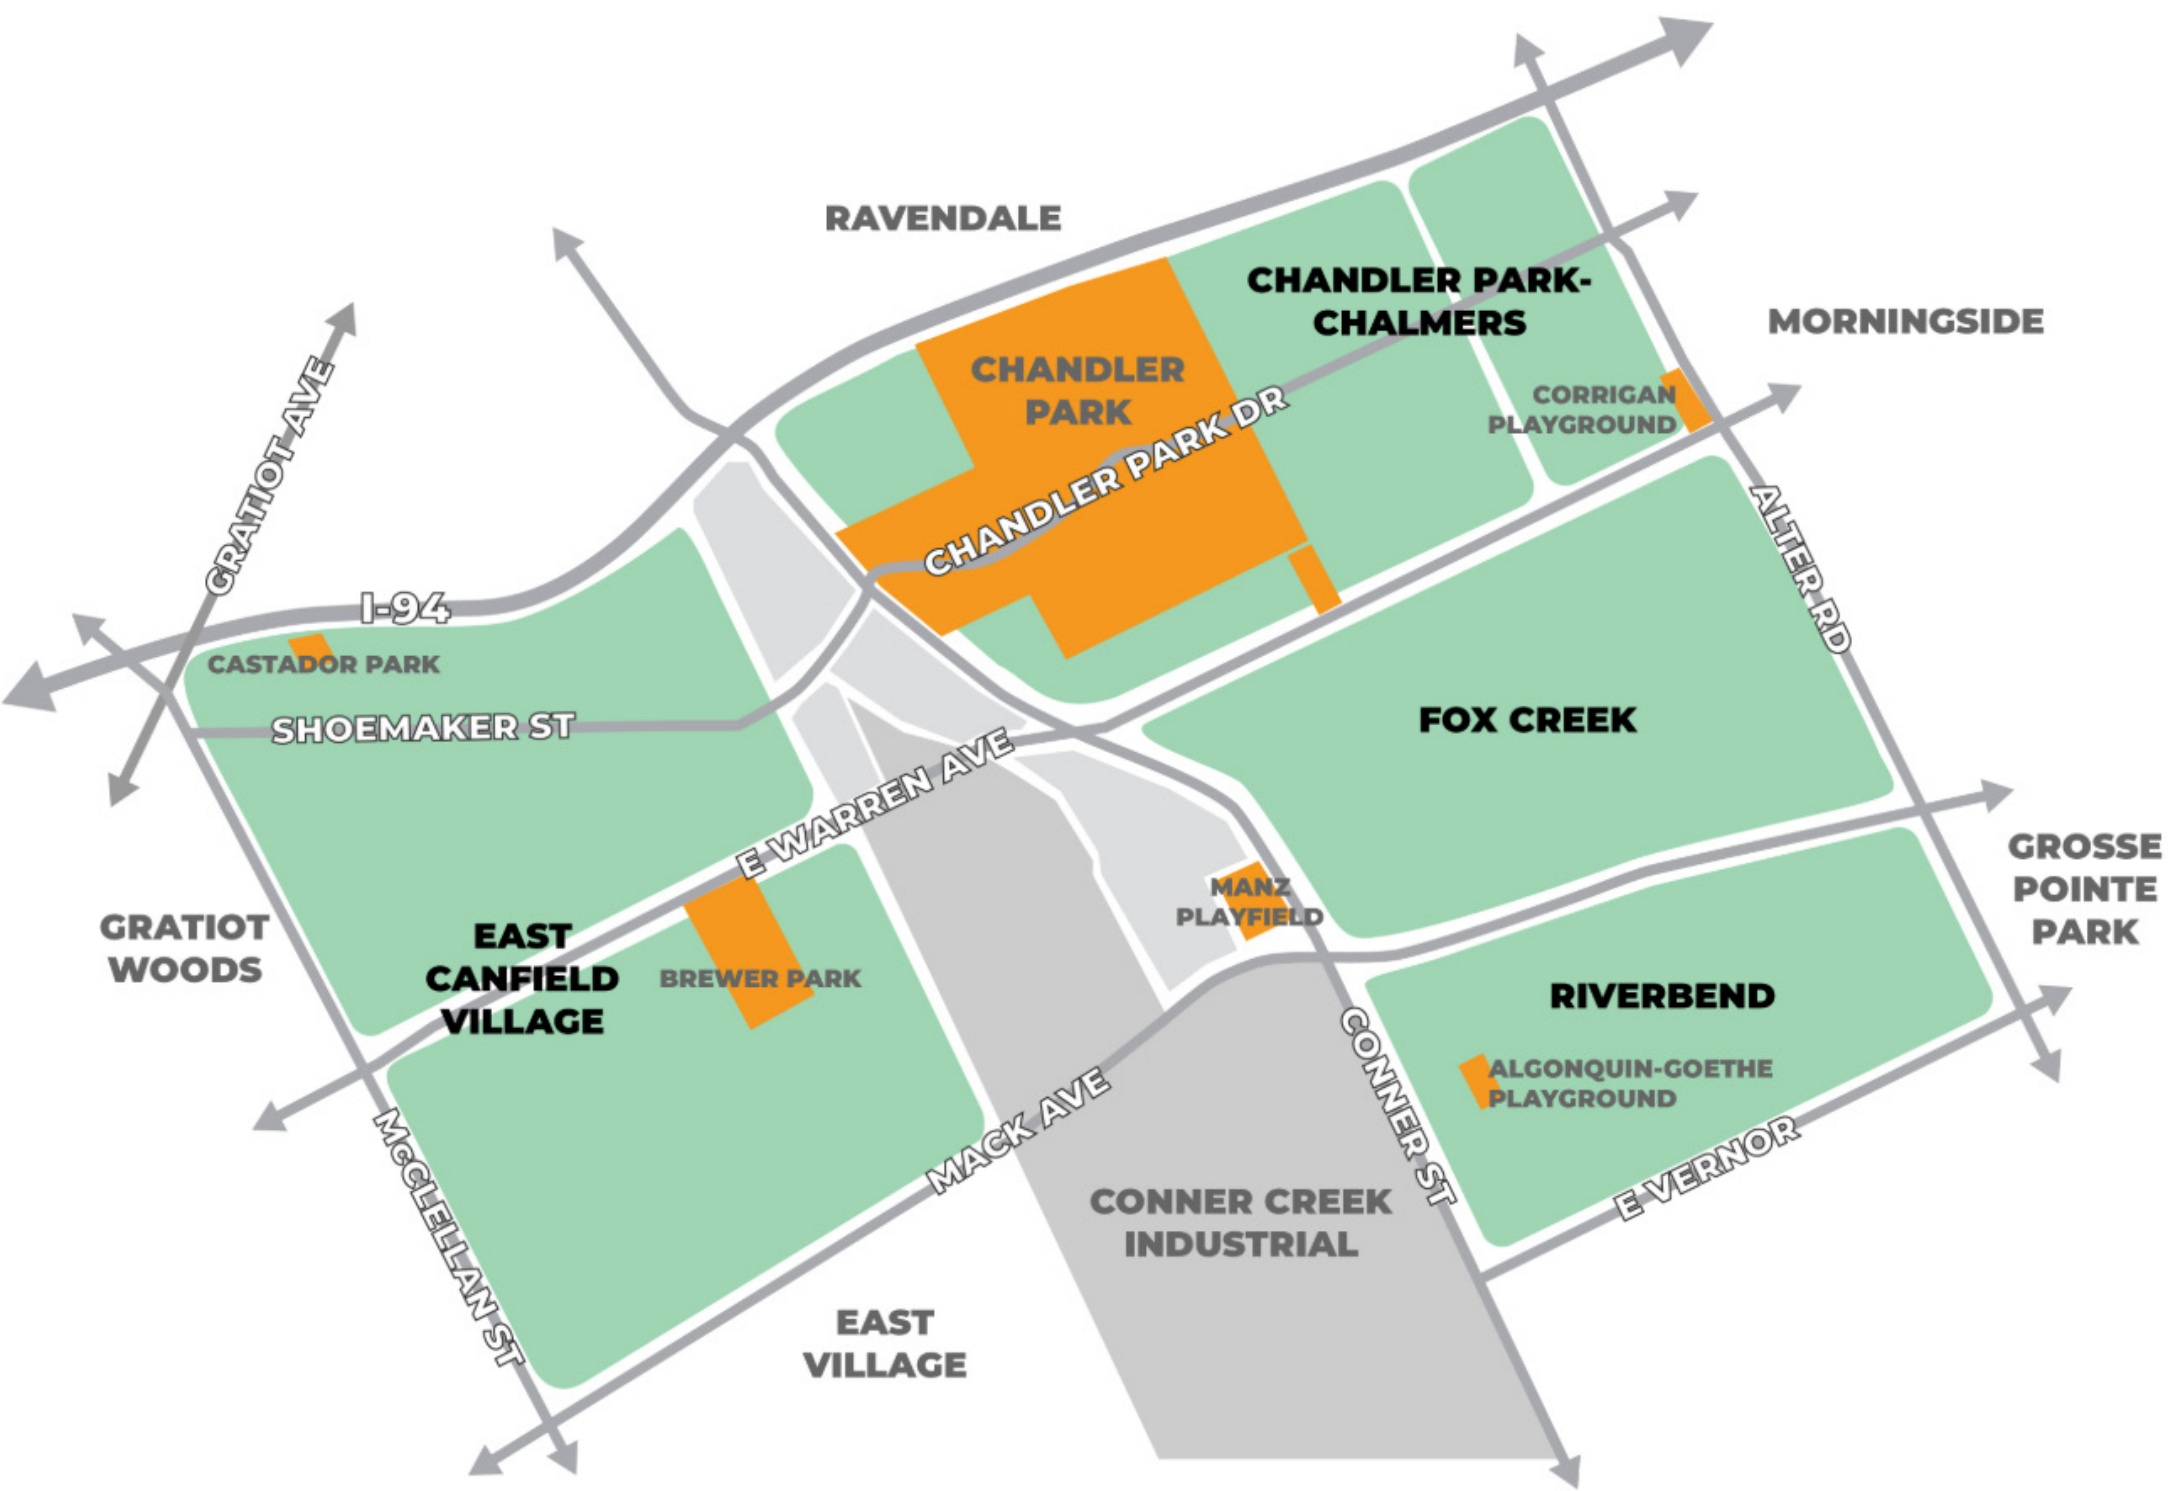 RAVENDALE
CHANDLER PARK-
CHALMERS
MORNINGSIDE
CHANDLER
PARK
CHANDLER PARK DR
CORRIGAN
PLAYGROUND
GRATIOT AVE
I-94
CASTADOR PARK
SHOEMAKER ST
ALTER RD
FOX CREEK
E WARREN AVE
GROSSE
POINTE
PARK
GRATIOT
WOODS
EAST
CANFIELD
VILLAGE
BREWER PARK
MANZ
PLAYFIELD
RIVERBEND
ALGONQUIN-GOETHE
PLAYGROUND
CONNER ST
MACK AVE
E VERNOR
McCLELLAN ST
CONNER CREEK
INDUSTRIAL
EAST
VILLAGE